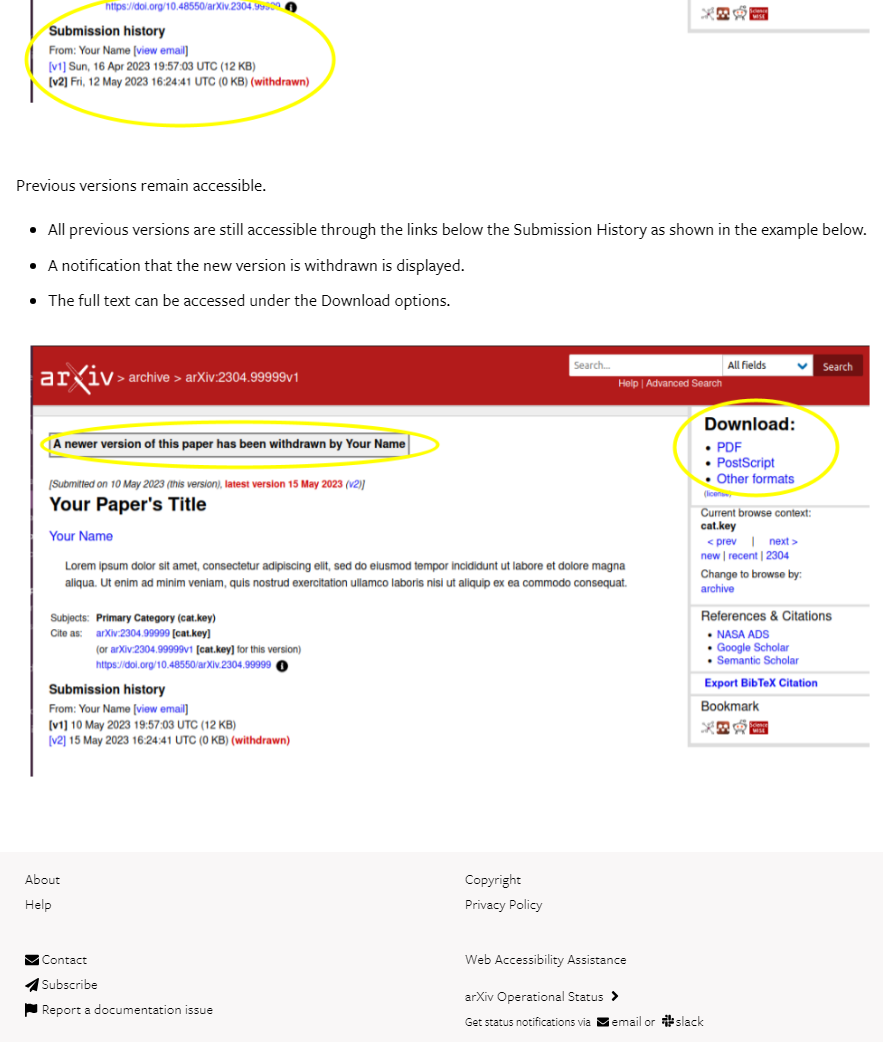 https://doi.org/10.48550/arXiv.2304.99999
Submission history
From: Your Name [view email]
[v1] Sun, 16 Apr 2023 19:57:03 UTC (12 KB)
[v2] Fri, 12 May 2023 16:24:41 UTC (0 KB) (withdrawn)
Previous versions remain accessible.
All previous versions are still accessible through the links below the Submission History as shown in the example below.
A notification that the new version is withdrawn is displayed.
The full text can be accessed under the Download options.
arXiv > archive > arXiv:2304.99999v1
Search...
All fields
Search
Help | Advanced Search
A newer version of this paper has been withdrawn by Your Name
[Submitted on 10 May 2023 (this version), latest version 15 May 2023 (v2)]
Your Paper's Title
Your Name
Lorem ipsum dolor sit amet, consectetur adipiscing elit, sed do eiusmod tempor incididunt ut labore et dolore magna
aliqua. Ut enim ad minim veniam, quis nostrud exercitation ullamco laboris nisi ut aliquip ex ea commodo consequat.
Subjects: Primary Category (cat.key)
Cite as: arXiv:2304.99999 [cat.key]
(or arXiv:2304.99999v1 [cat.key] for this version)
https://doi.org/10.48550/arXiv.2304.99999
Submission history
From: Your Name [view email]
[v1] 10 May 2023 19:57:03 UTC (12 KB)
[v2] 15 May 2023 16:24:41 UTC (0 KB) (withdrawn)
Download:
PDF
PostScript
Other formats
(license)
Current browse context:
cat.key
< prev | next >
new | recent | 2304
Change to browse by:
archive
References & Citations
NASA ADS
Google Scholar
Semantic Scholar
Export BibTeX Citation
Bookmark
About
Help
Contact
Subscribe
Report a documentation issue
Copyright
Privacy Policy
Web Accessibility Assistance
arXiv Operational Status
Get status notifications via email or slack